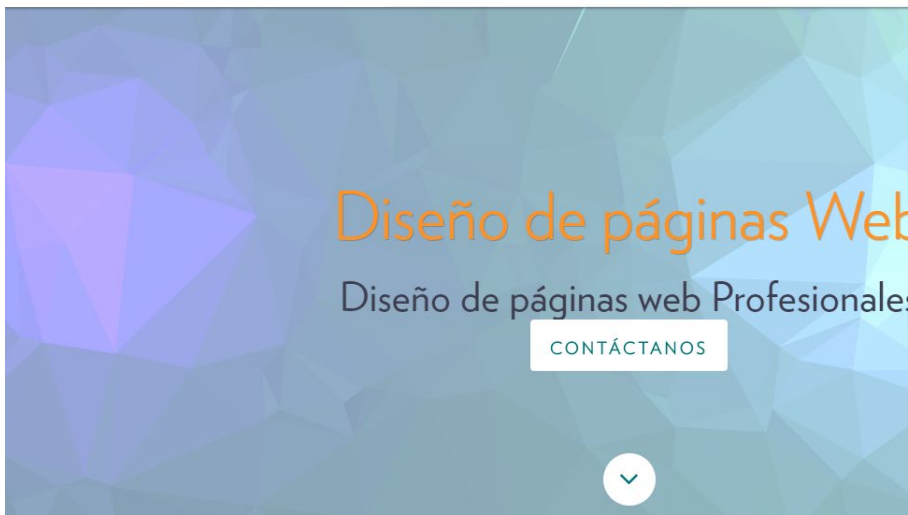 Diseño de páginas Web
Diseño de páginas web Profesionales
CONTÁCTANOS